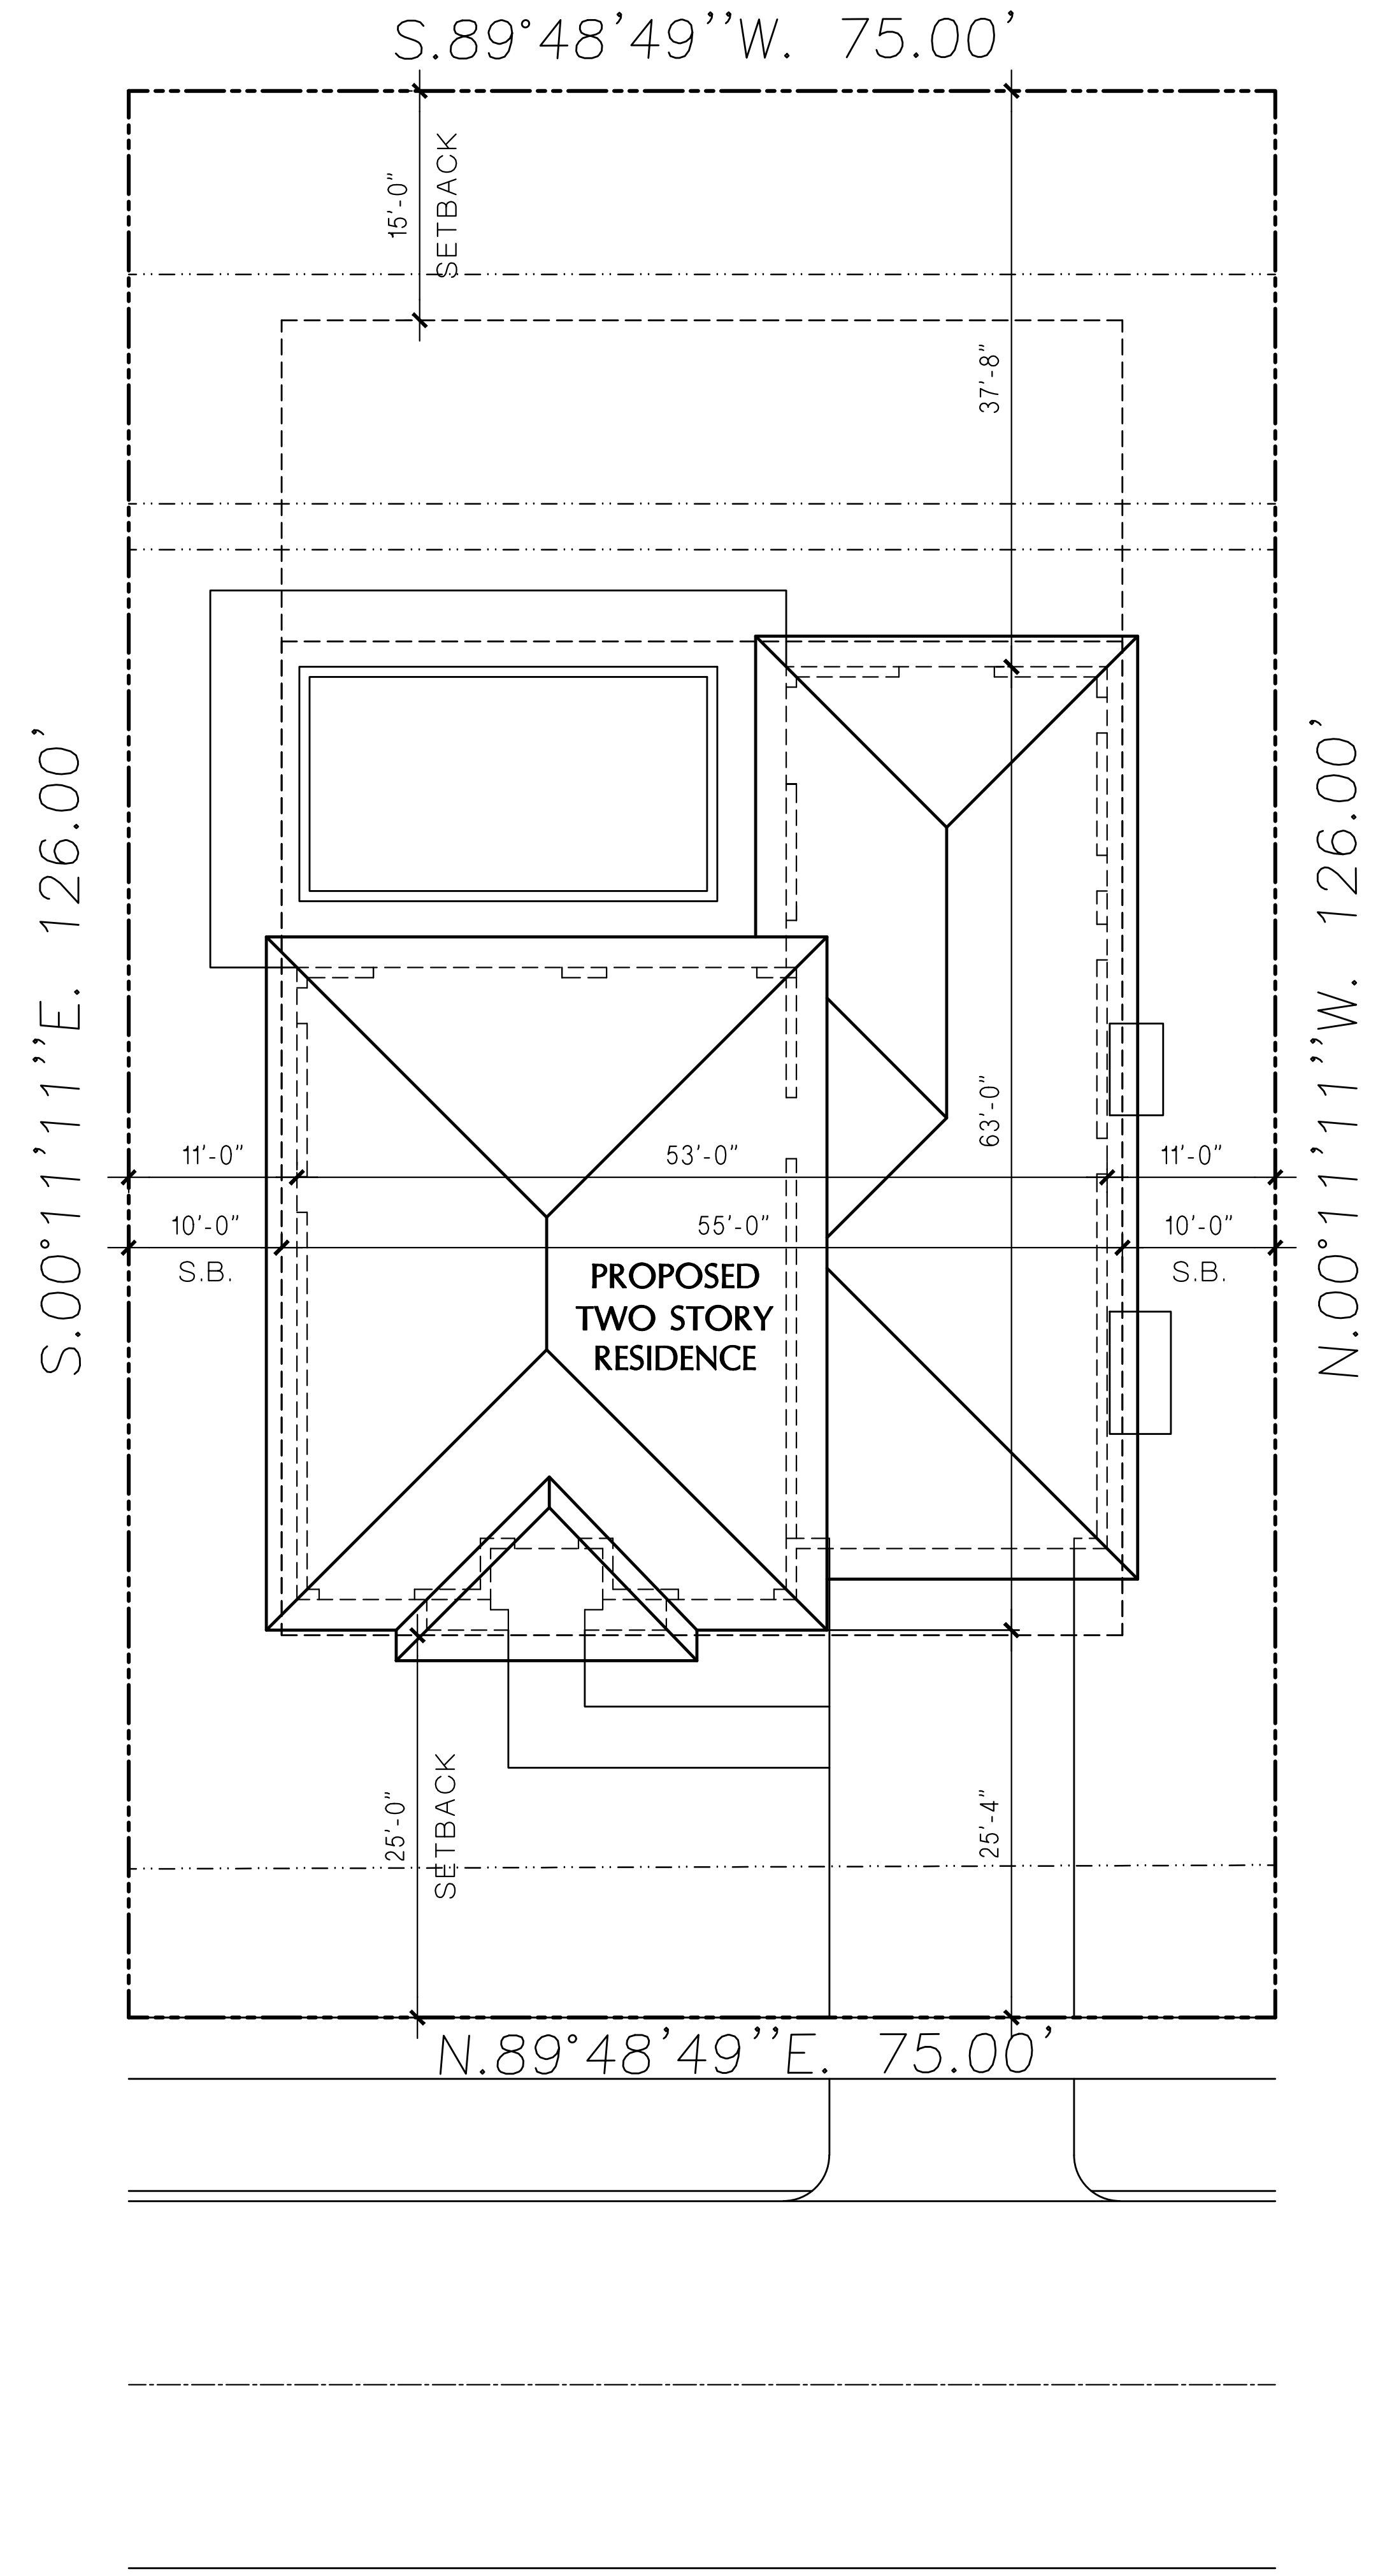 S.89°48'49''W. 75.00'
15'-0"
SETBACK
37'-8"
S.00°11'11''E. 126.00'
N.00°11'11''W. 126.00'
63'-0"
11'-0"
53'-0"
11'-0"
10'-0"
55'-0"
10'-0"
S.B.
S.B.
PROPOSED
TWO STORY
RESIDENCE
25'-0"
SETBACK
25'-4"
N.89°48'49''E. 75.00'